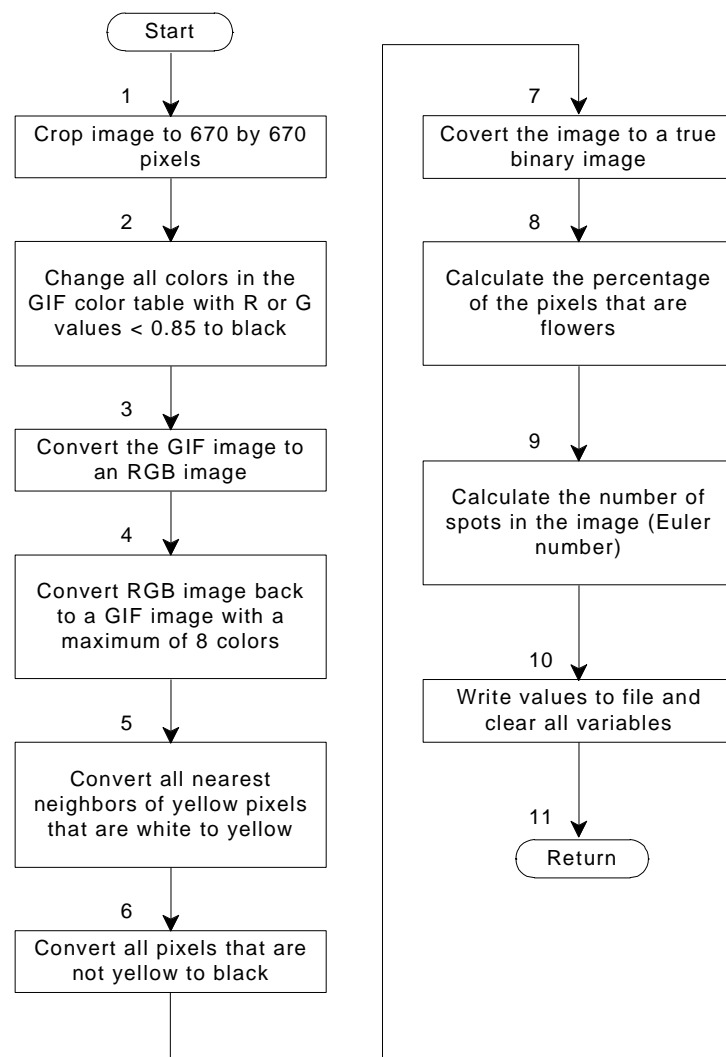 Start
1
Crop image to 670 by 670
pixels
2
Change all colors in the
GIF color table with R or G
values < 0.85 to black
3
Convert the GIF image to
an RGB image
4
Convert RGB image back
to a GIF image with a
maximum of 8 colors
5
Convert all nearest
neighbors of yellow pixels
that are white to yellow
6
Convert all pixels that are
not yellow to black
7
Covert the image to a true
binary image
8
Calculate the percentage
of the pixels that are
flowers
9
Calculate the number of
spots in the image (Euler
number)
10
Write values to file and
clear all variables
11
Return